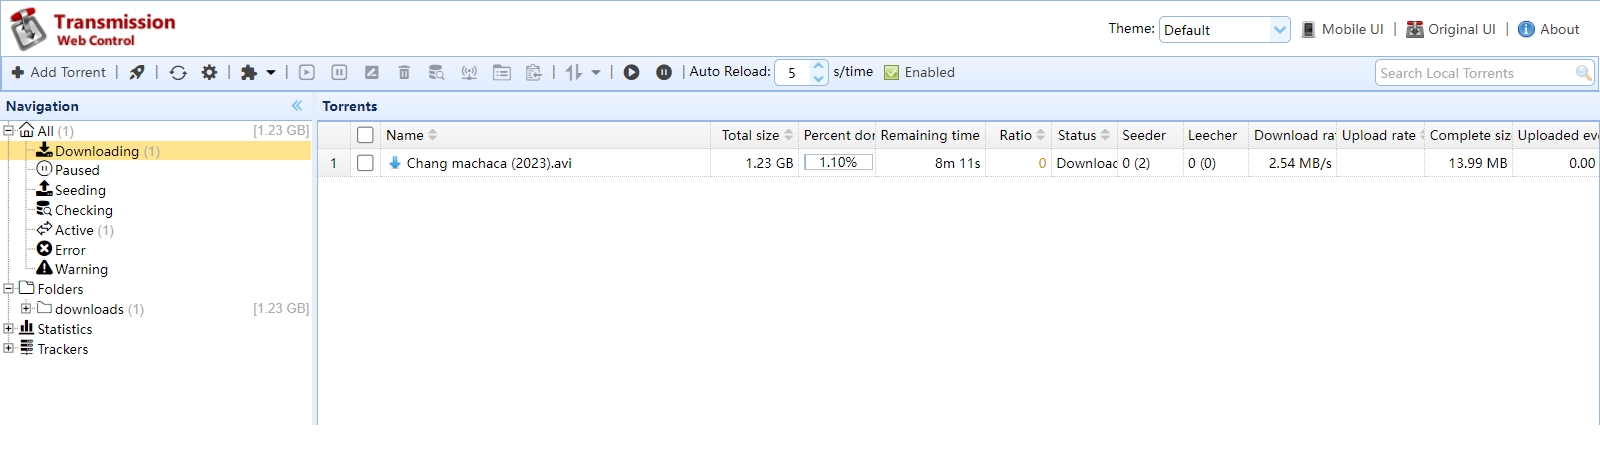 Transmission
Web Control
Theme: Default Mobile UI | Original UI | About
Add Torrent | | | | | | Auto Reload: 5 s/time Enabled Search Local Torrents
Navigation
Torrents
All (1) [1.23 GB]
Downloading (1)
Paused
Seeding
Checking
Active (1)
Error
Warning
Folders
downloads (1) [1.23 GB]
Statistics
Trackers
Name Total size Percent don Remaining time Ratio Status Seeder Leecher Download ra Upload rate Complete siz Uploaded eve
1 Chang machaca (2023).avi 1.23 GB 1.10% 8m 11s 0 Downloac 0 (2) 0 (0) 2.54 MB/s 13.99 MB 0.00